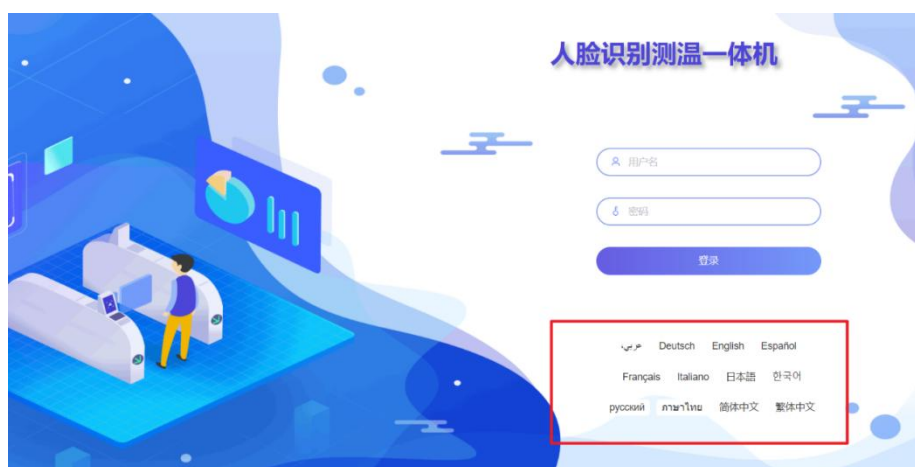 人脸识别测温一体机
用户名
密码
登录
عربي، Deutsch English Español
Français Italiano 日本語 한국어
русский ภาษาไทย 简体中文 繁体中文